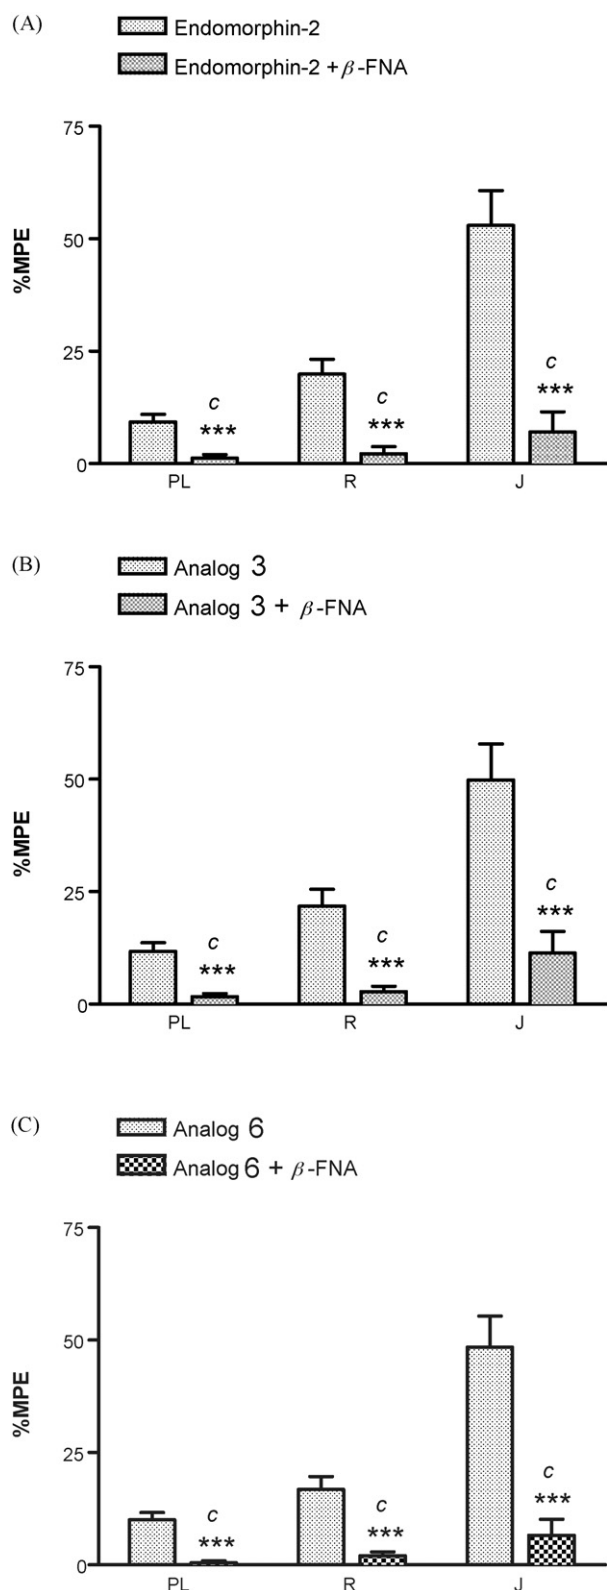 (A)
Endomorphin-2
Endomorphin-2 +β-FNA
75
50
25
0
%MPE
c
***
c
***
c
***
PL R J
(B)
Analog 3
Analog 3 + β-FNA
75
50
25
0
%MPE
c
***
c
***
c
***
PL R J
(C)
Analog 6
Analog 6 + β-FNA
75
50
25
0
%MPE
c
***
c
***
c
***
PL R J